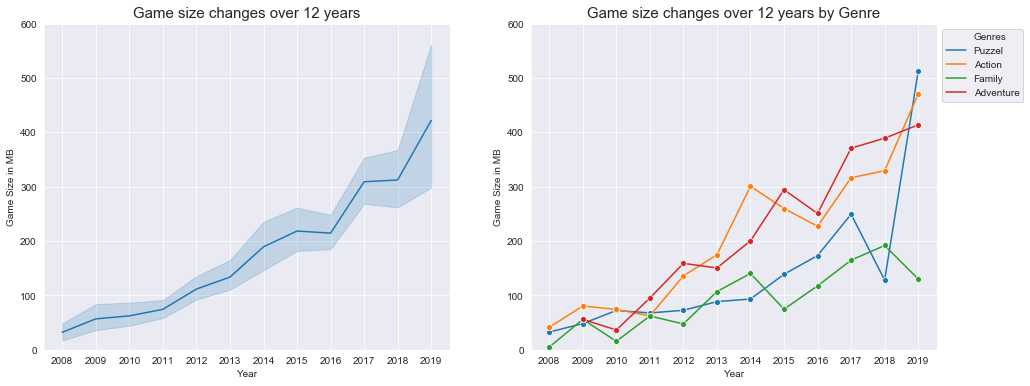 Game size changes over 12 years
600
500
400
300
200
100
0
Game Size in MB
2008 2009 2010 2011 2012 2013 2014 2015 2016 2017 2018 2019
Year
Game size changes over 12 years by Genre
600
500
400
300
200
100
0
Game Size in MB
2008 2009 2010 2011 2012 2013 2014 2015 2016 2017 2018 2019
Year
Genres
Puzzel
Action
Family
Adventure